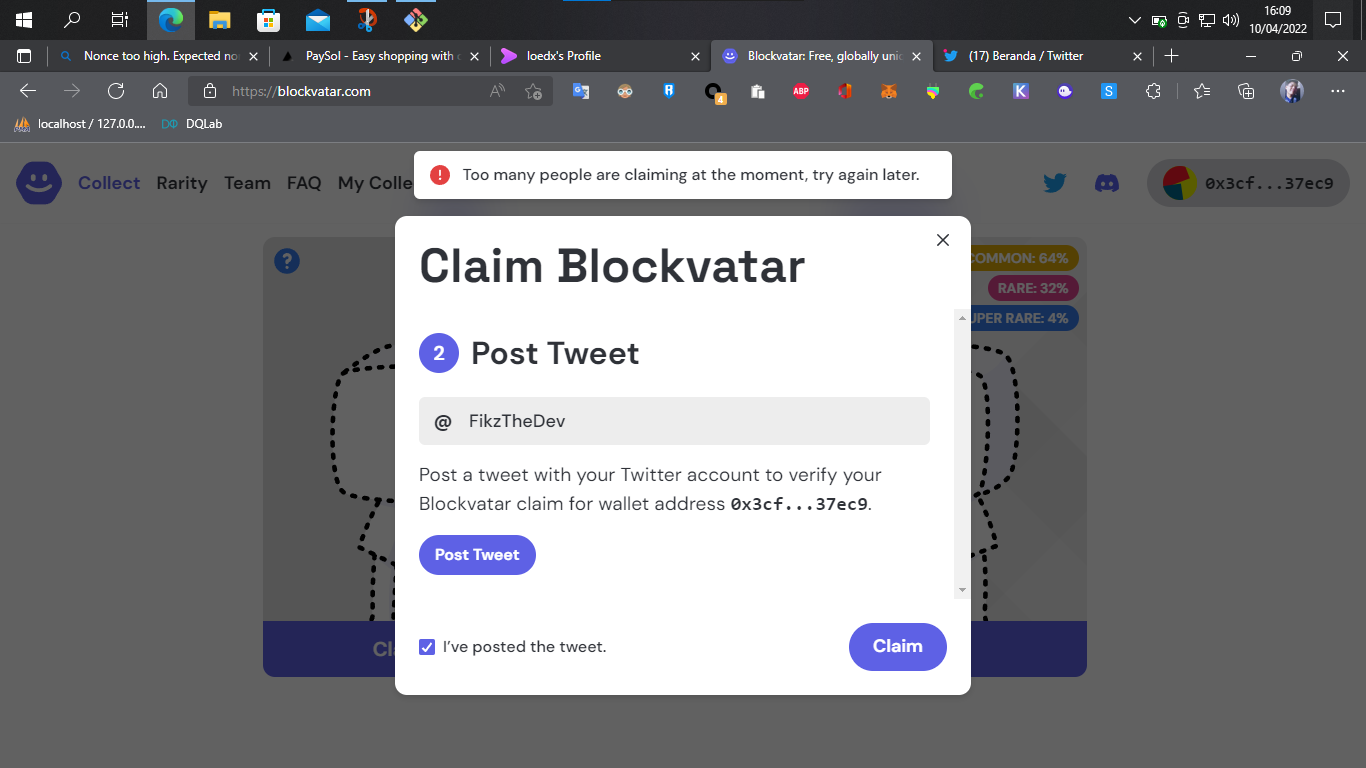 16:09
10/04/2022
Nonce too high. Expected no
PaySol - Easy shopping with c
loedx's Profile
Blockvatar: Free, globally unic
(17) Beranda / Twitter
https://blockvatar.com
A
4
ABP
K
S
localhost / 127.0.0....
DQLab
Too many people are claiming at the moment, try again later.
Collect
Rarity
Team
FAQ
My Colle
0x3cf...37ec9
?
COMMON: 64%
RARE: 32%
UPER RARE: 4%
Claim Blockvatar
2 Post Tweet
@ FikzTheDev
Post a tweet with your Twitter account to verify your
Blockvatar claim for wallet address 0x3cf...37ec9.
Post Tweet
Cl
I've posted the tweet.
Claim